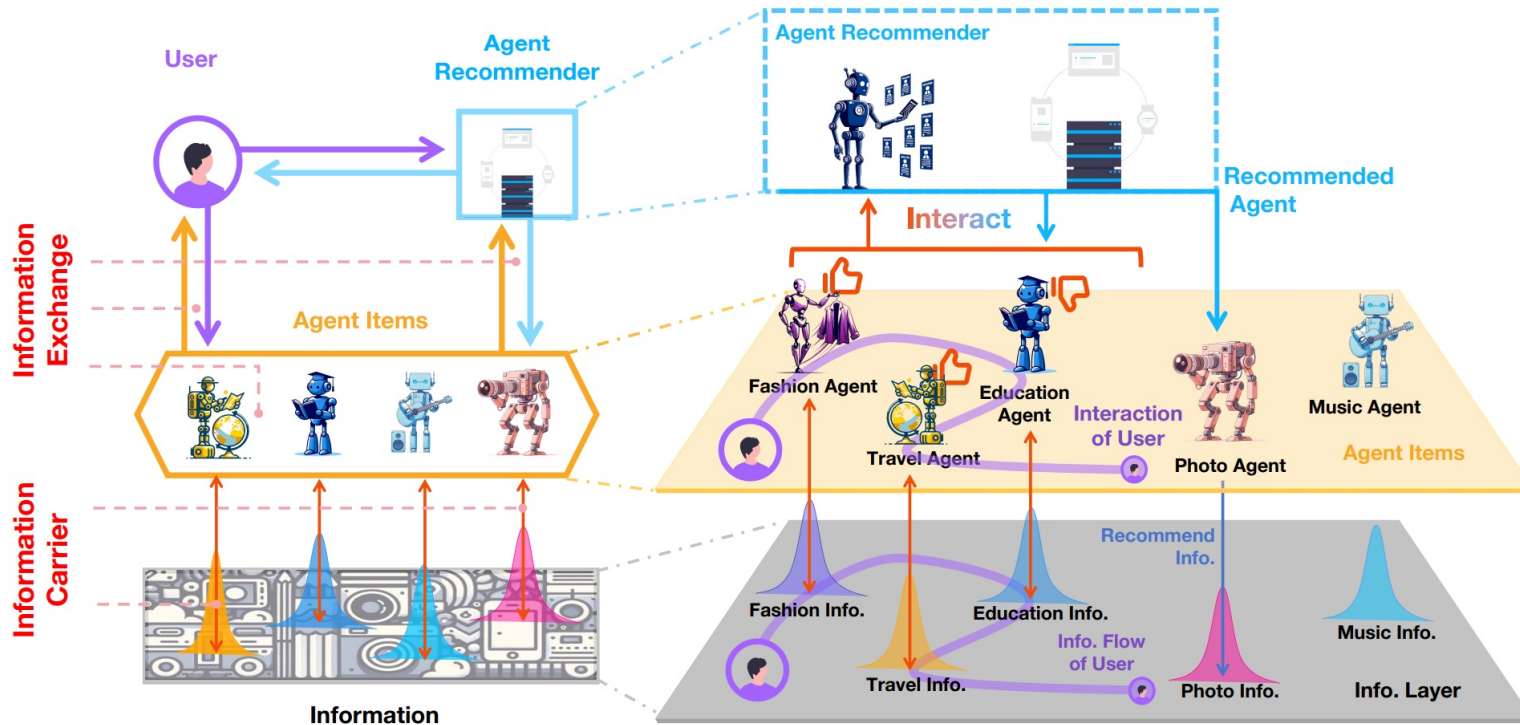 User
Agent
Recommender
Information
Exchange
Agent Items
Information
Carrier
Information
Agent Recommender
Recommended
Agent
Interact
Fashion Agent
Education
Agent
Travel Agent
Interaction
of User
Photo Agent
Music Agent
Agent Items
Recommend
Info.
Fashion Info.
Education Info.
Travel Info.
Info. Flow
of User
Photo Info.
Music Info.
Info. Layer